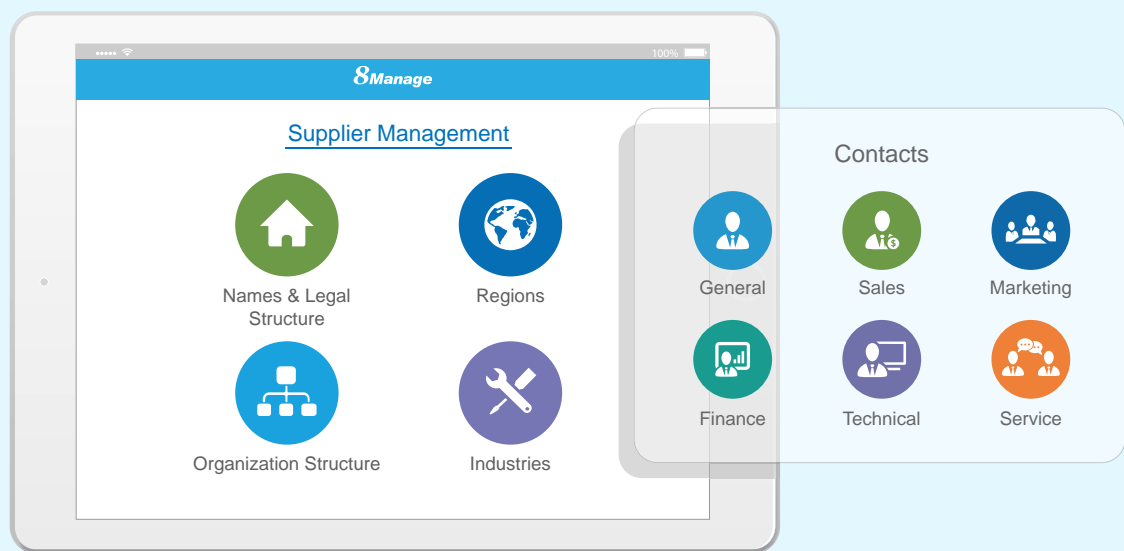 100%
8Manage
Supplier Management
Names & Legal
Structure
Regions
Organization Structure
Industries
Contacts
General
Sales
Marketing
Finance
Technical
Service
$